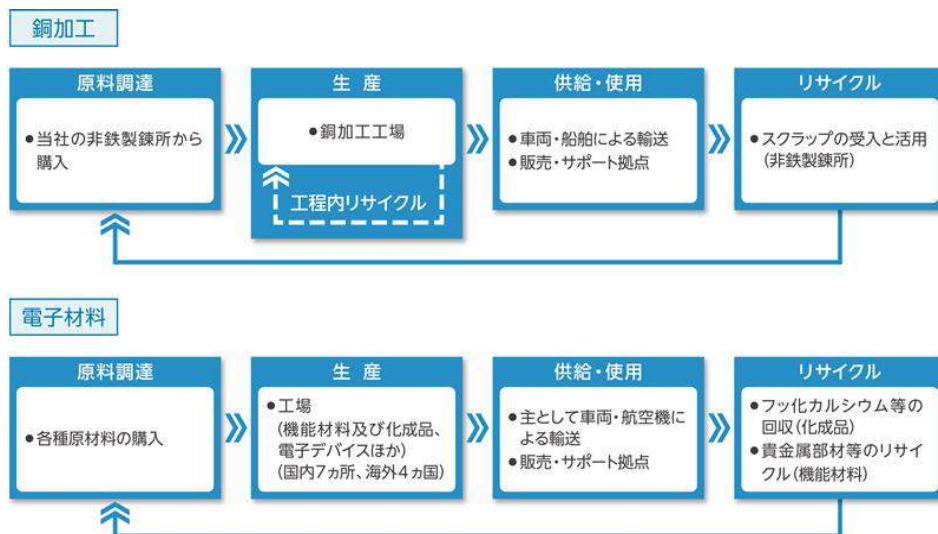 銅加工
原料調達
●当社の非鉄製錬所から
購入
生 産
●銅加工工場
工程内リサイクル
供給・使用
●車両・船舶による輸送
●販売・サポート拠点
リサイクル
●スクラップの受入と活用
(非鉄製錬所)
電子材料
原料調達
●各種原材料の購入
生 産
●工場
(機能材料及び化成品、
電子デバイスほか)
(国内7ヵ所、海外4ヵ国)
供給・使用
●主として車両・航空機に
よる輸送
●販売・サポート拠点
リサイクル
●フッ化カルシウム等の
回収(化成品)
●貴金属部材等のリサイ
クル(機能材料)